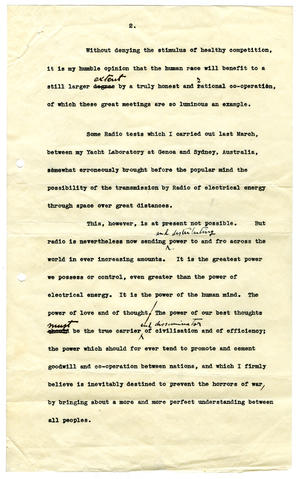 2.
Without denying the stimulus of healthy competition,
it is my humble opinion that the human race will benefit to a
extent
still larger degree by a truly honest and rational co-operation,
of which these great meetings are so luminous an example.
Some Radio tests which I carried out last March,
between my Yacht Laboratory at Genoa and Sydney, Australia,
somewhat erroneously brought before the popular mind the
possibility of the transmission by Radio of electrical energy
through space over great distances.
This, however, is at present not possible. But
and distributing
radio is nevertheless now sending power to and fro across the
world in ever increasing amounts. It is the greatest power
we possess or control, even greater than the power of
electrical energy. It is the power of the human mind. The
power of love and of thought. The power of our best thoughts
must and disseminator
should be the true carrier of civilisation and of efficiency;
the power which should for ever tend to promote and cement
goodwill and co-operation between nations, and which I firmly
believe is inevitably destined to prevent the horrors of war,
by bringing about a more and more perfect understanding between
all peoples.